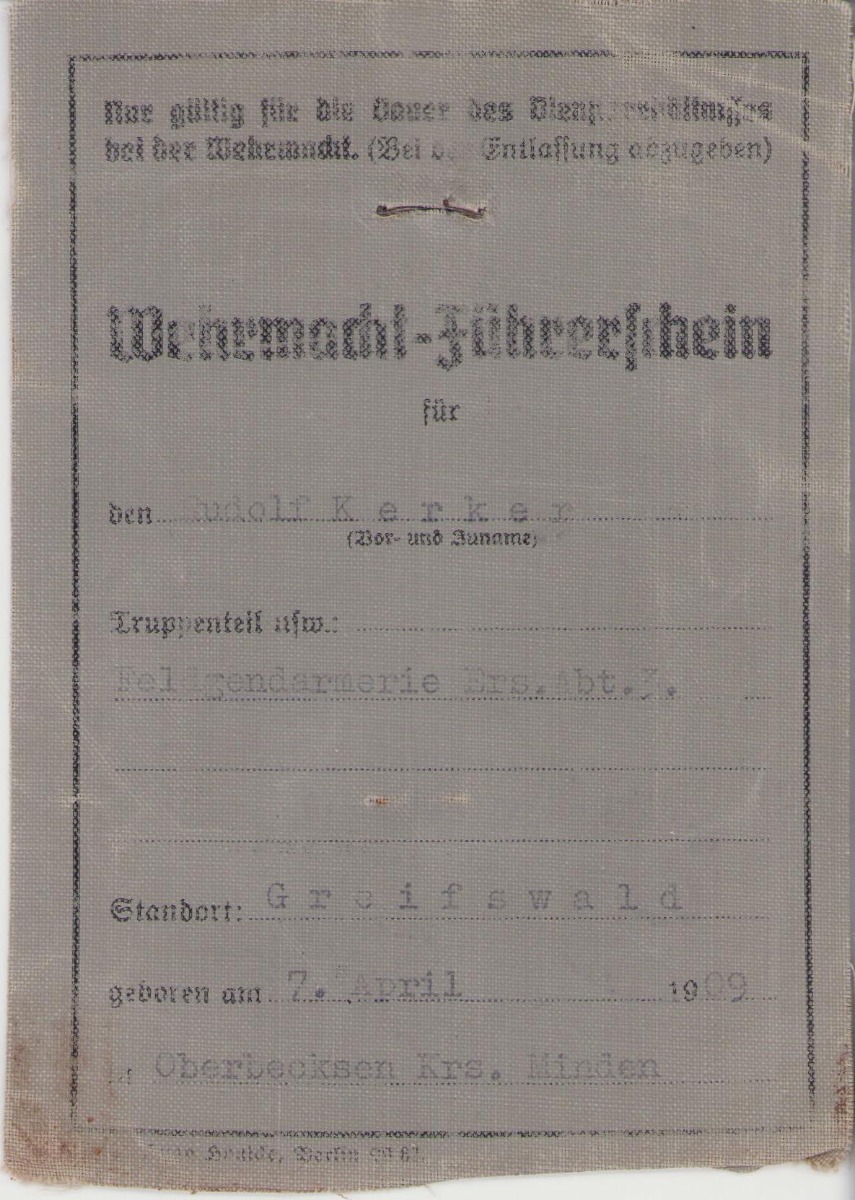 Nur gültig für die Dauer des Dienstverhältnisses
bei der Wehrmacht. (Bei der Entlassung abzugeben)
Wehrmacht-Führerschein
für
den Rudolf Kerker
(Vor- und Zuname)
Truppenteil usw.:
Feldgendarmerie Ers.Abt.
Standort: Greifswald
geboren am 7. April 1909
Oberbecksen Krs. Minden
Berlin